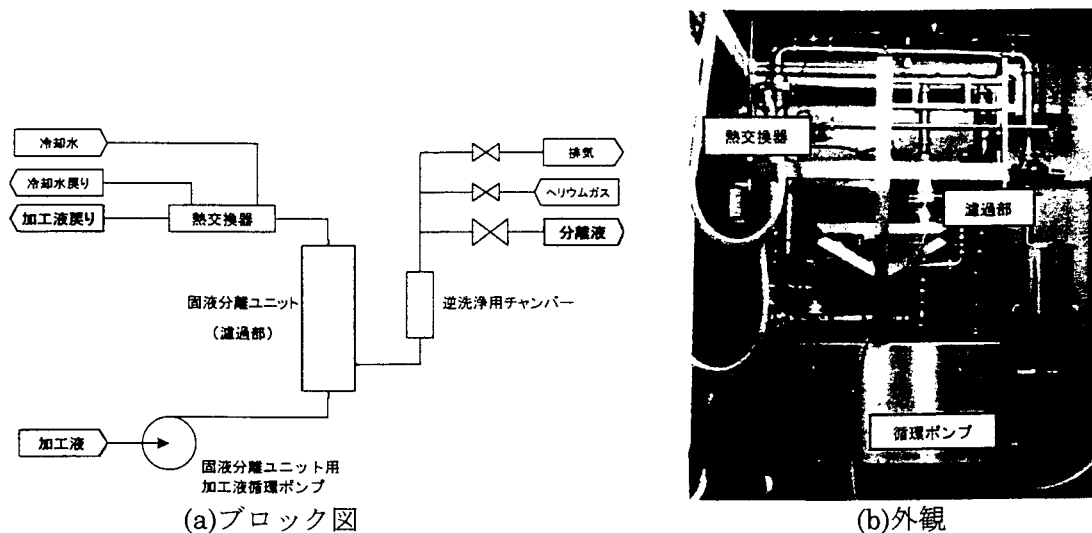 冷却水
冷却水戻り
加工液戻り
熱交換器
固液分離ユニット
(濾過部)
加工液
固液分離ユニット用
加工液循環ポンプ
排気
ヘリウムガス
分離液
逆洗浄用チャンバー
(a)ブロック図
熱交換器
濾過部
循環ポンプ
(b)外観